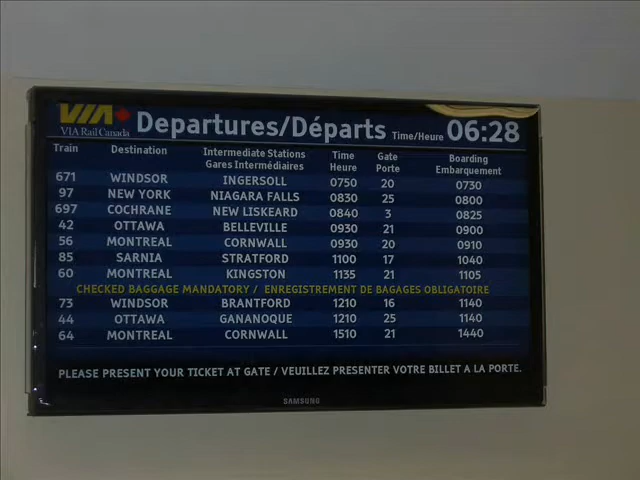 VIA
VIA Rail Canada
Departures/Départs Time/Heure 06:28
Train Destination Intermediate Stations Gares Intermédiaires Time Heure Gate Porte Boarding Embarquement
671 WINDSOR INGERSOLL 0750 20 0730
97 NEW YORK NIAGARA FALLS 0830 25 0800
697 COCHRANE NEW LISKEARD 0840 3 0825
42 OTTAWA BELLEVILLE 0930 21 0900
56 MONTREAL CORNWALL 0930 20 0910
85 SARNIA STRATFORD 1100 17 1040
60 MONTREAL KINGSTON 1135 21 1105
CHECKED BAGGAGE MANDATORY / ENREGISTREMENT DE BAGAGES OBLIGATOIRE
73 WINDSOR BRANTFORD 1210 16 1140
44 OTTAWA GANANOQUE 1210 25 1140
64 MONTREAL CORNWALL 1510 21 1440
PLEASE PRESENT YOUR TICKET AT GATE / VEUILLEZ PRESENTER VOTRE BILLET A LA PORTE.
SAMSUNG